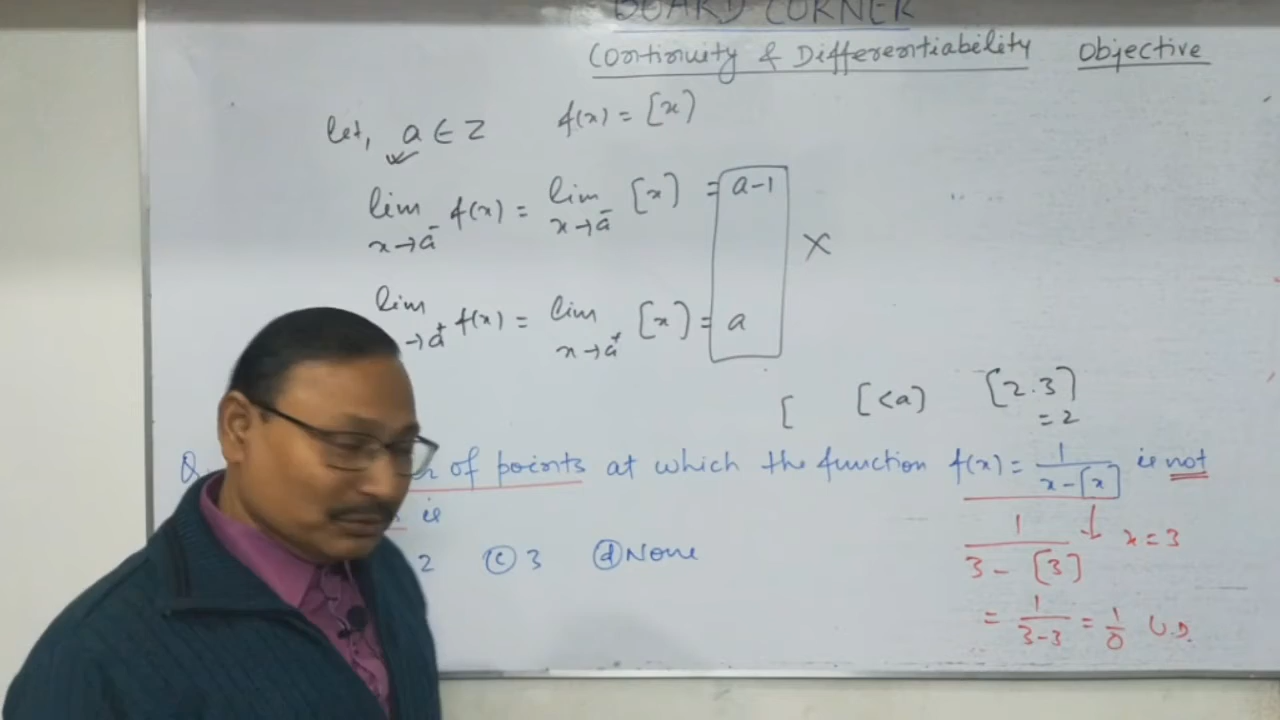 BOARD CORNER
Continuity & Differentiability Objective
let, a ∈ Z f(x) = [x]
lim x→a⁻ f(x) = lim x→a⁻ [x] = a-1
X
lim →a⁺ f(x) = lim x→a⁺ [x] = a
[ [<a) [2.3] = 2
Q of points at which the function f(x) = 1/(x-[x]) is not
is
2 (c) 3 (d) None
1/(3-[3]) ↓ x = 3
= 1/(3-3) = 1/0 U.D.